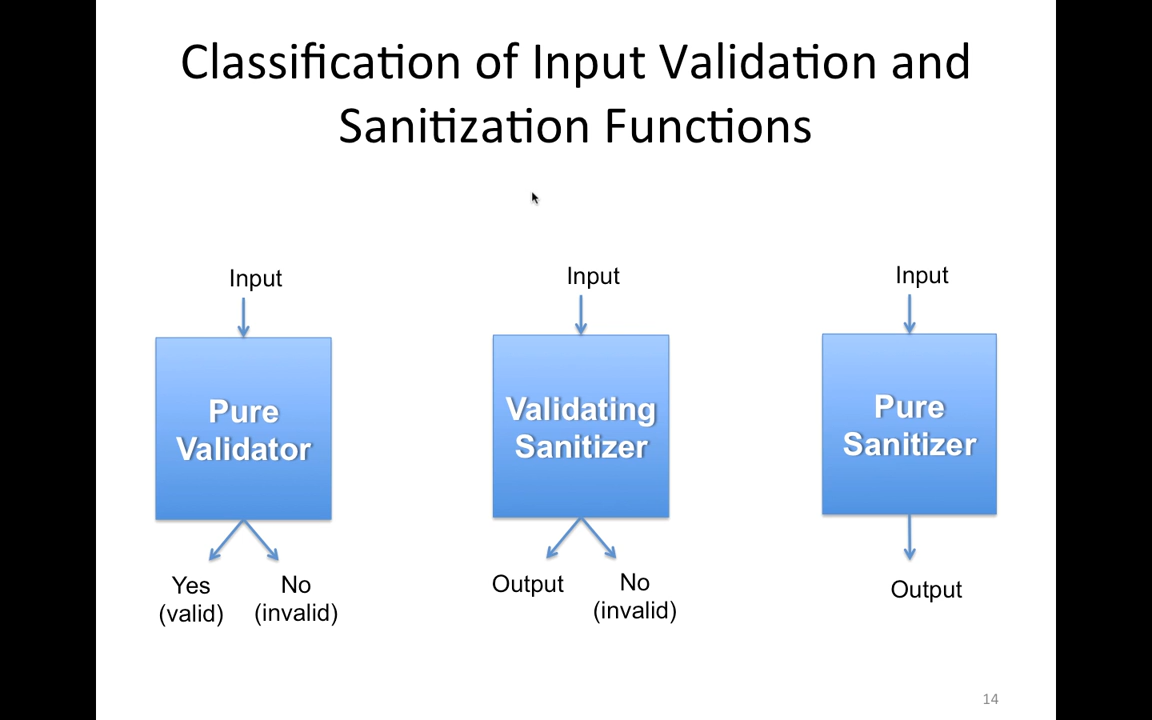 Classification of Input Validation and
Sanitization Functions
Input
Pure
Validator
Yes
(valid)
No
(invalid)
Input
Validating
Sanitizer
Output
No
(invalid)
Input
Pure
Sanitizer
Output
14